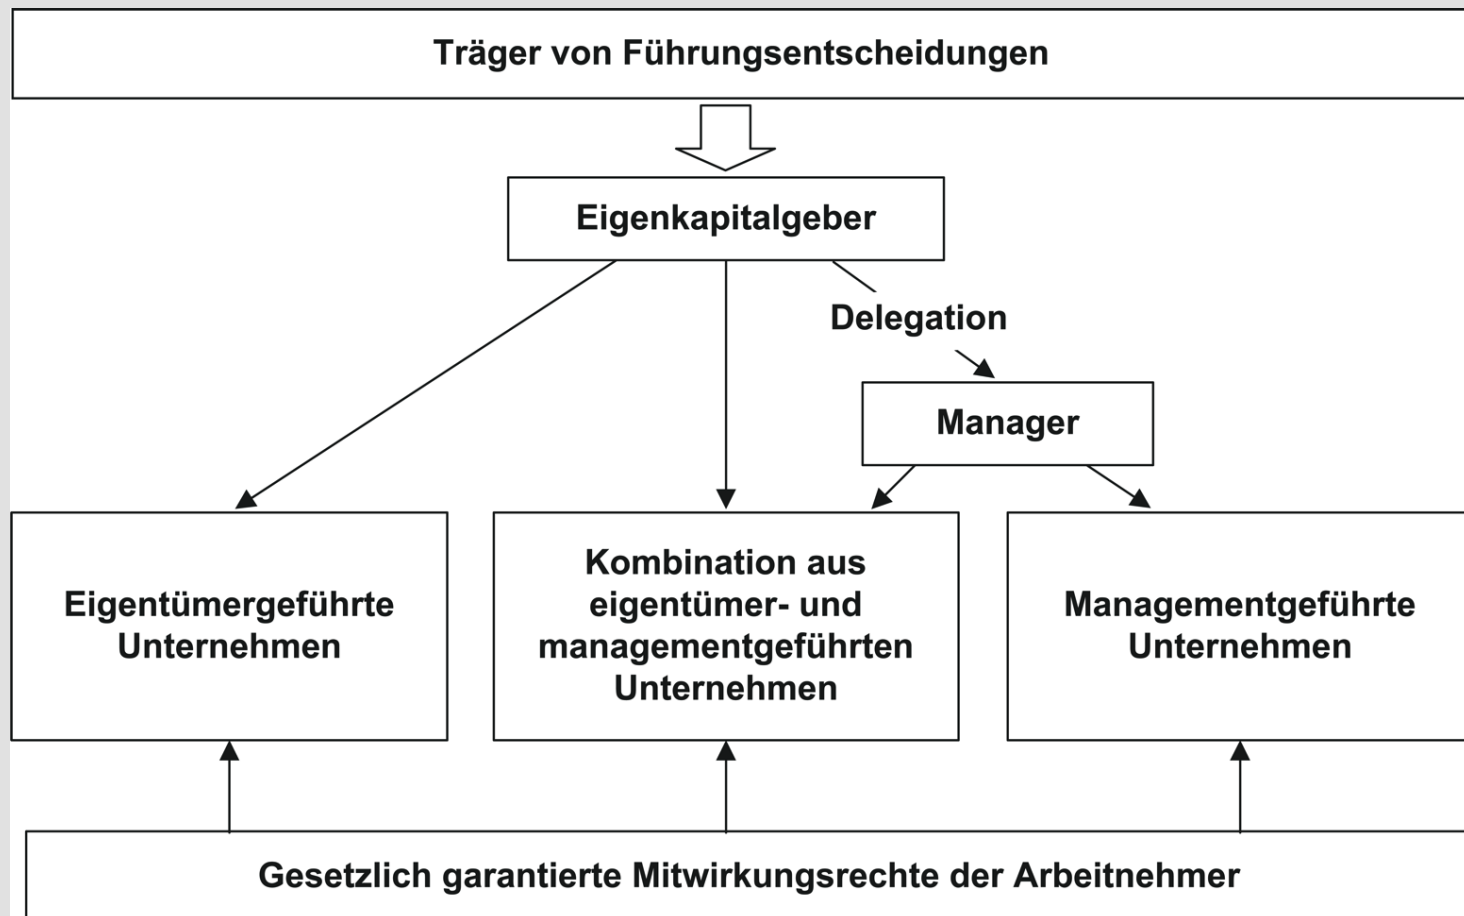 Träger von Führungsentscheidungen
Eigenkapitalgeber
Delegation
Manager
Eigentümergeführte
Unternehmen
Kombination aus
eigentümer- und
managementgeführten
Unternehmen
Managementgeführte
Unternehmen
Gesetzlich garantierte Mitwirkungsrechte der Arbeitnehmer